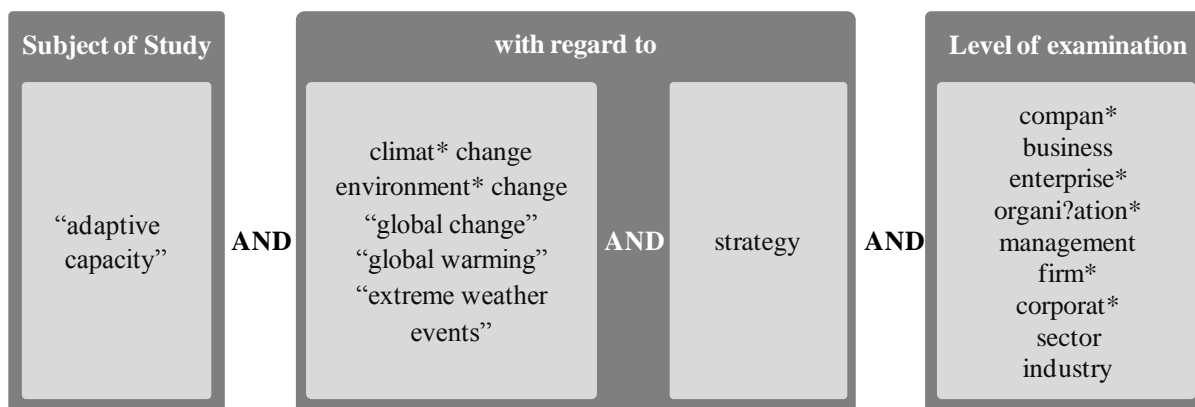 Subject of Study
with regard to
Level of examination
“adaptive
capacity”
AND
climat* change
environment* change
“global change”
“global warming”
“extreme weather
events”
AND
strategy
AND
compan*
business
enterprise*
organi?ation*
management
firm*
corporat*
sector
industry